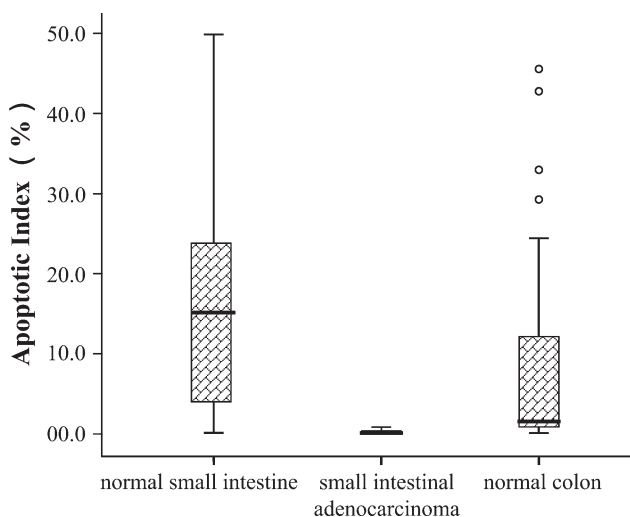 Apoptotic Index ( % )
50.0
40.0
30.0
20.0
10.0
00.0
normal small intestine
small intestinal
adenocarcinoma
normal colon